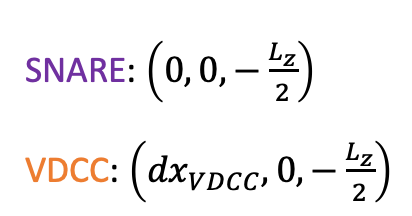 SNARE: (0, 0, − L_z/2)
VDCC: (dx_VDCC, 0, − L_z/2)